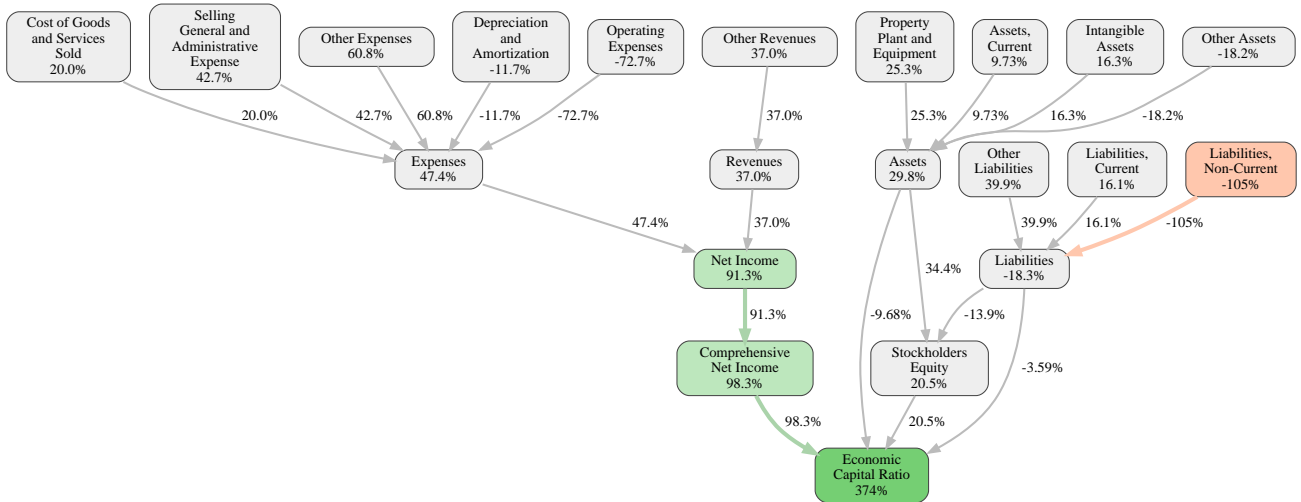 Cost of Goods
and Services
Sold
20.0%
Selling
General and
Administrative
Expense
42.7%
Other Expenses
60.8%
Depreciation
and
Amortization
-11.7%
Operating
Expenses
-72.7%
Other Revenues
37.0%
Property
Plant and
Equipment
25.3%
Assets,
Current
9.73%
Intangible
Assets
16.3%
Other Assets
-18.2%
20.0%
42.7%
60.8%
-11.7%
-72.7%
37.0%
25.3%
9.73%
16.3%
-18.2%
Expenses
47.4%
Revenues
37.0%
Assets
29.8%
Other
Liabilities
39.9%
Liabilities,
Current
16.1%
Liabilities,
Non-Current
-105%
47.4%
37.0%
39.9%
16.1%
-105%
Net Income
91.3%
34.4%
Liabilities
-18.3%
91.3%
-9.68%
-13.9%
Comprehensive
Net Income
98.3%
Stockholders
Equity
20.5%
-3.59%
98.3%
20.5%
Economic
Capital Ratio
374%